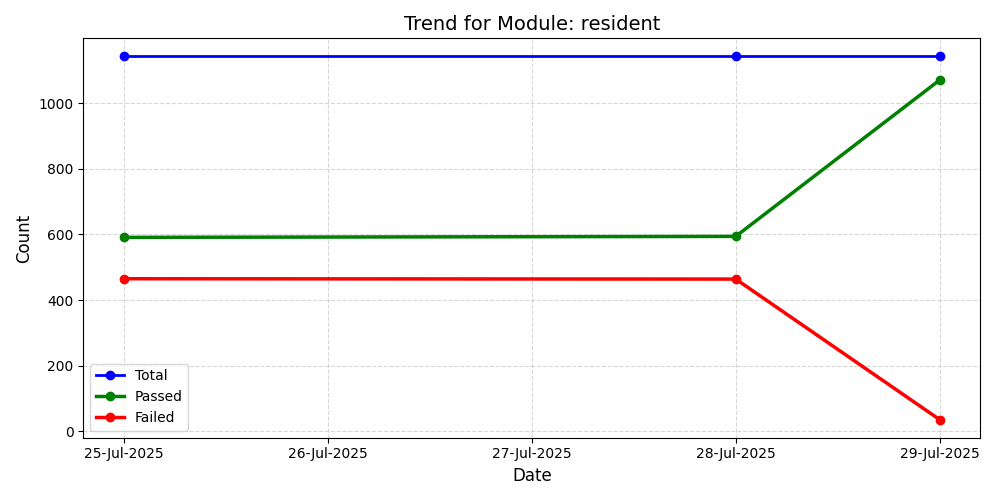 Trend for Module: resident
Count
1000
800
600
400
200
0
Total
Passed
Failed
25-Jul-2025
26-Jul-2025
27-Jul-2025
28-Jul-2025
29-Jul-2025
Date